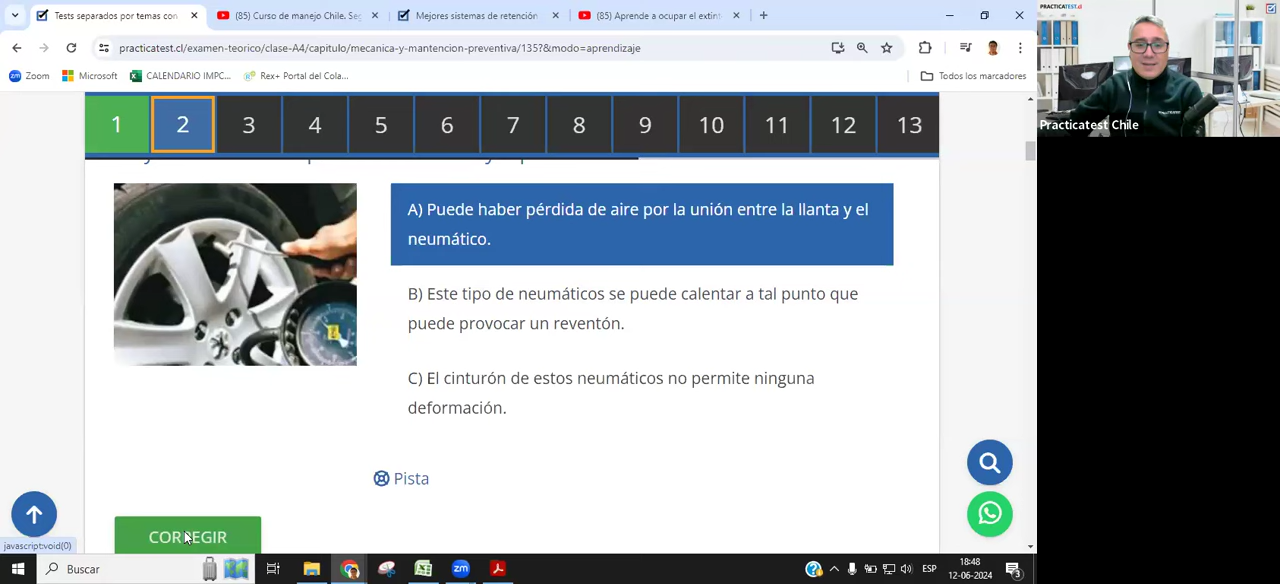 Tests separados por temas con
(85) Curso de manejo Chile. Seg
Mejores sistemas de retención
(85) Aprende a ocupar el extint
practicatest.cl/examen-teorico/clase-A4/capitulo/mecanica-y-mantencion-preventiva/135?&modo=aprendizaje
Zoom
Microsoft
CALENDARIO IMPC...
Rex+ Portal del Cola...
Todos los marcadores
PRACTICATEST.cl
Practicatest Chile
1 2 3 4 5 6 7 8 9 10 11 12 13
A) Puede haber pérdida de aire por la unión entre la llanta y el
neumático.
B) Este tipo de neumáticos se puede calentar a tal punto que
puede provocar un reventón.
C) El cinturón de estos neumáticos no permite ninguna
deformación.
Pista
CORREGIR
javascript:void(0)
Buscar
ESP
18:48
12-06-2024
3